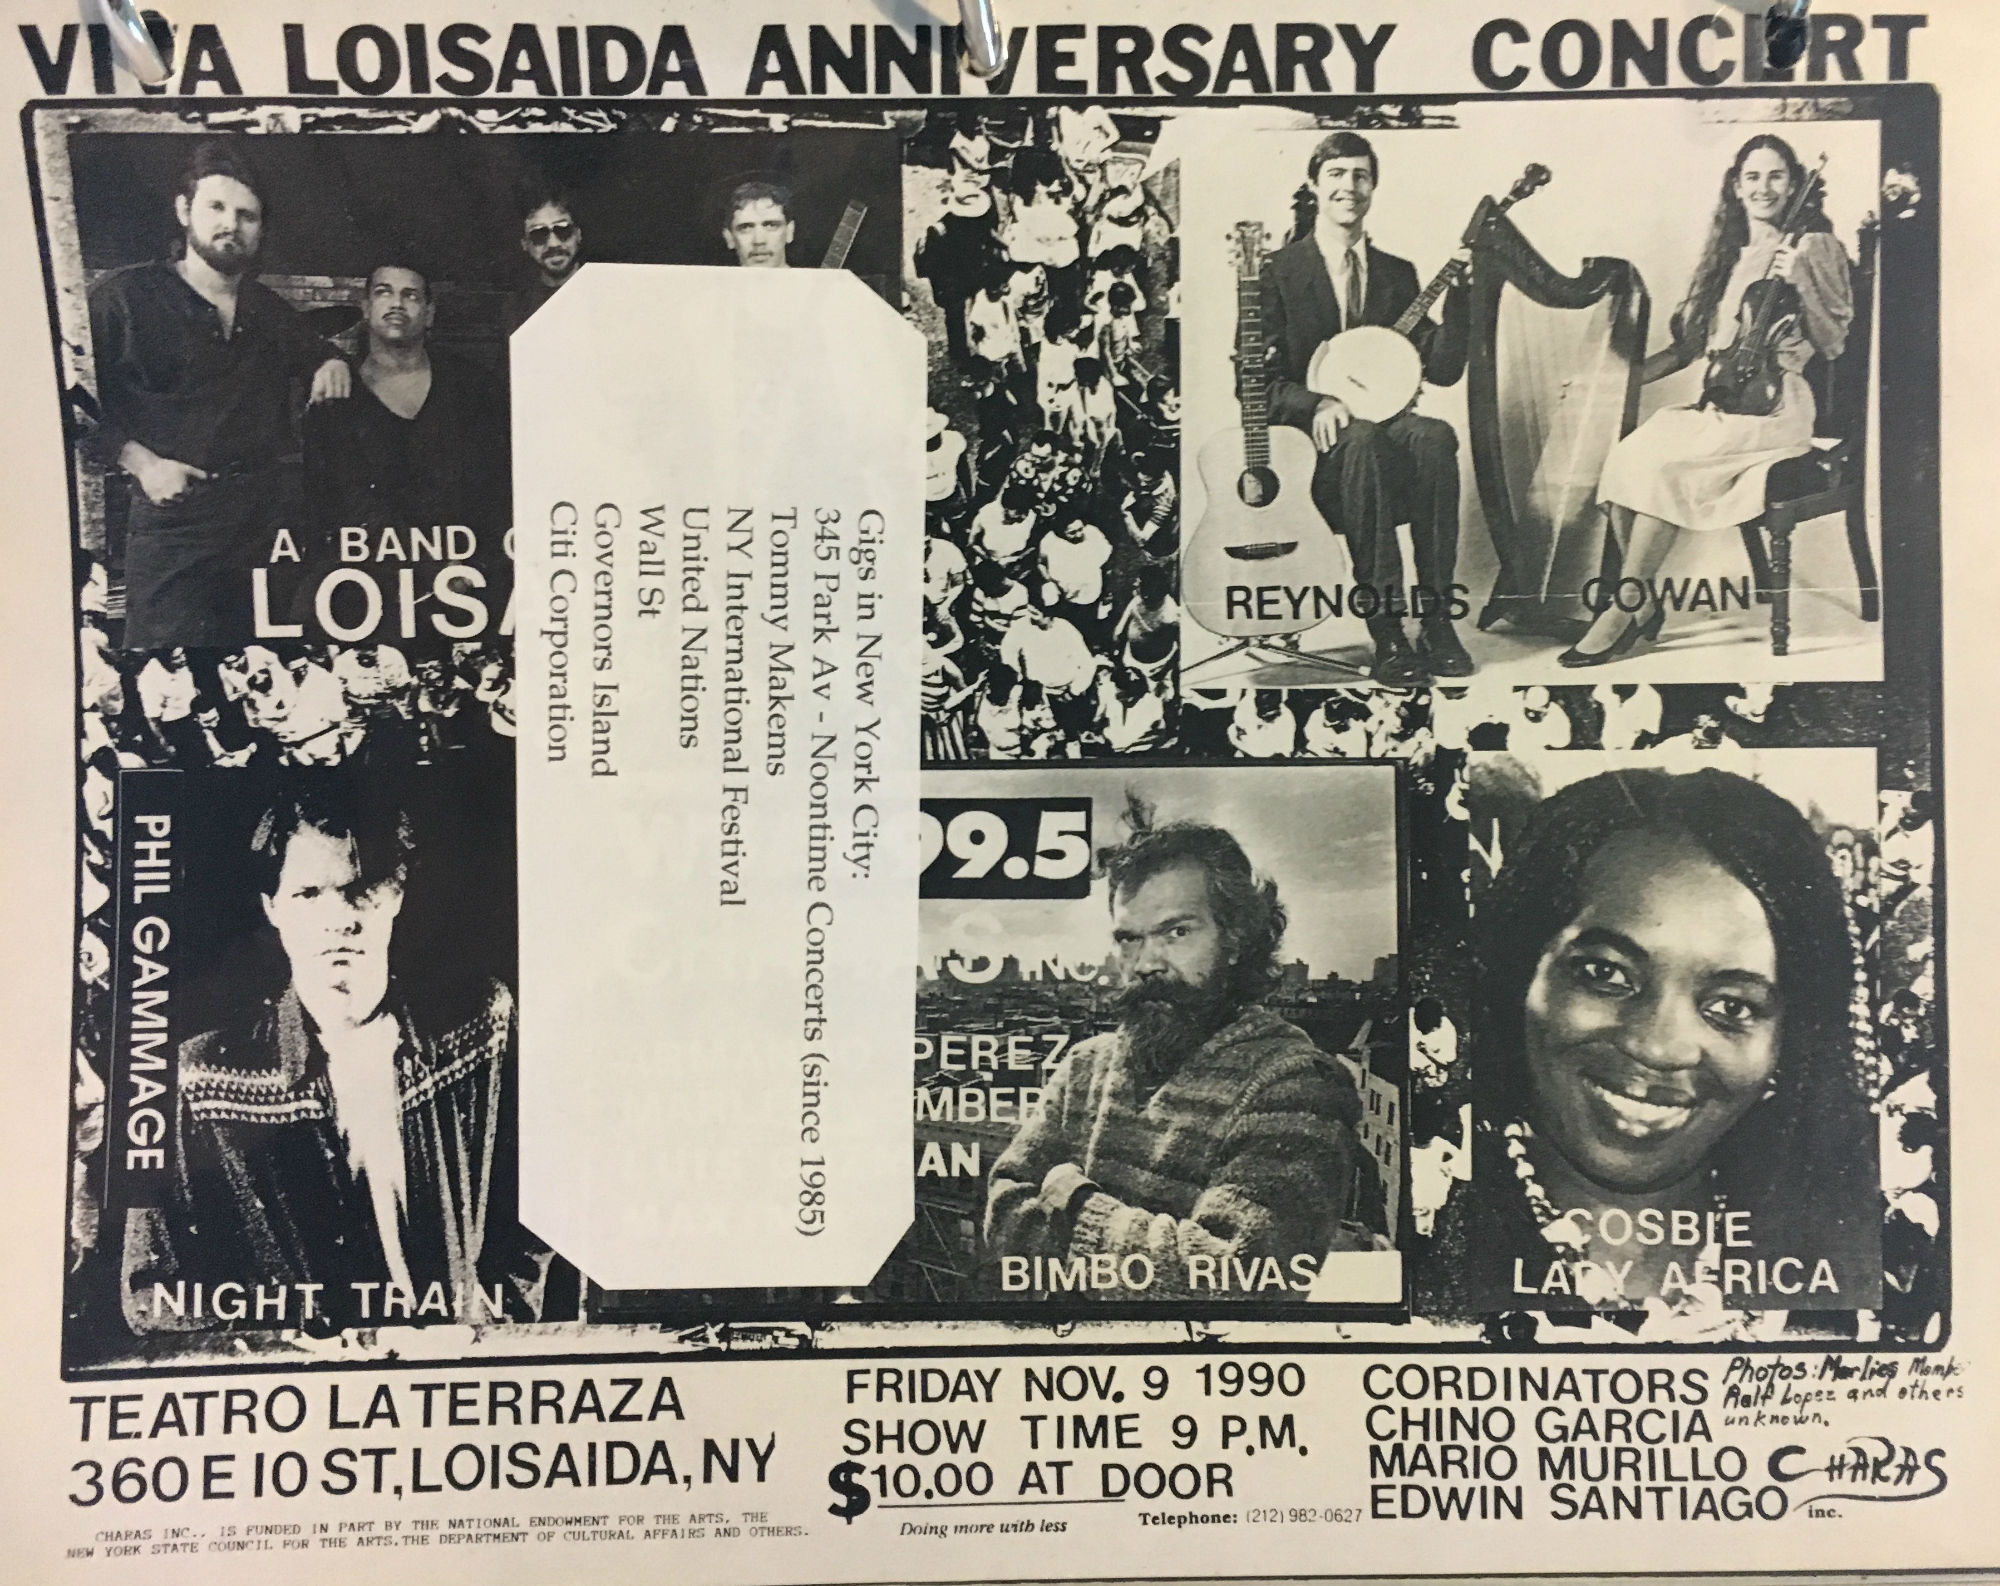 VIVA LOISAIDA ANNIVERSARY CONCERT
A BAND
LOISA
REYNOLDS
COWAN
Gigs in New York City:
345 Park Av - Noontime Concerts (since 1985)
Tommy Makems
NY International Festival
United Nations
Wall St
Governors Island
Citi Corporation
PHIL GAMMAGE
NIGHT TRAIN
99.5
NS INC.
PEREZ
MBER
AN
BIMBO RIVAS
COSBIE
LADY AFRICA
TEATRO LA TERRAZA
360 E 10 ST, LOISAIDA, NY
CHARAS INC., IS FUNDED IN PART BY THE NATIONAL ENDOWMENT FOR THE ARTS, THE
NEW YORK STATE COUNCIL FOR THE ARTS, THE DEPARTMENT OF CULTURAL AFFAIRS AND OTHERS.
FRIDAY NOV. 9 1990
SHOW TIME 9 P.M.
$10.00 AT DOOR
Doing more with less
Telephone: (212) 982-0627
CORDINATORS
CHINO GARCIA
MARIO MURILLO
EDWIN SANTIAGO
Photos: Marlies
Ralf Lopez and others
unknown.
CHARAS
inc.